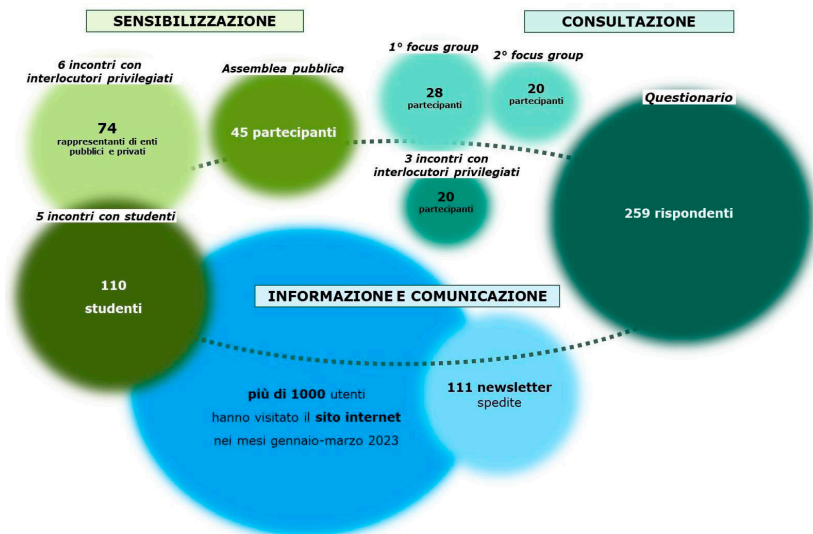 SENSIBILIZZAZIONE
6 incontri con
interlocutori privilegiati
74
rappresentanti di enti
pubblici e privati
Assemblea pubblica
45 partecipanti
5 incontri con studenti
110
studenti
CONSULTAZIONE
1° focus group
28
partecipanti
2° focus group
20
partecipanti
3 incontri con
interlocutori privilegiati
20
partecipanti
Questionario
259 rispondenti
INFORMAZIONE E COMUNICAZIONE
più di 1000 utenti
hanno visitato il sito internet
nei mesi gennaio-marzo 2023
111 newsletter
spedite